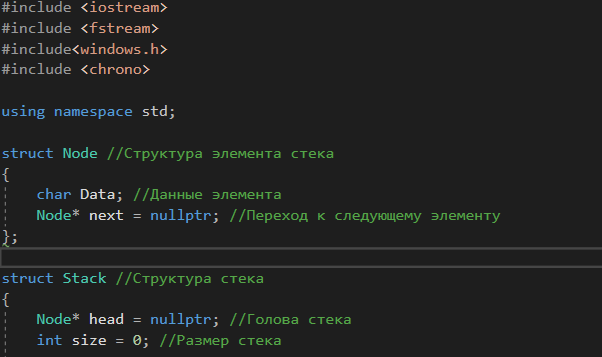 #include <iostream>
#include <fstream>
#include<windows.h>
#include <chrono>
using namespace std;
struct Node //Структура элемента стека
{
char Data; //Данные элемента
Node* next = nullptr; //Переход к следующему элементу
};
struct Stack //Структура стека
{
Node* head = nullptr; //Голова стека
int size = 0; //Размер стека